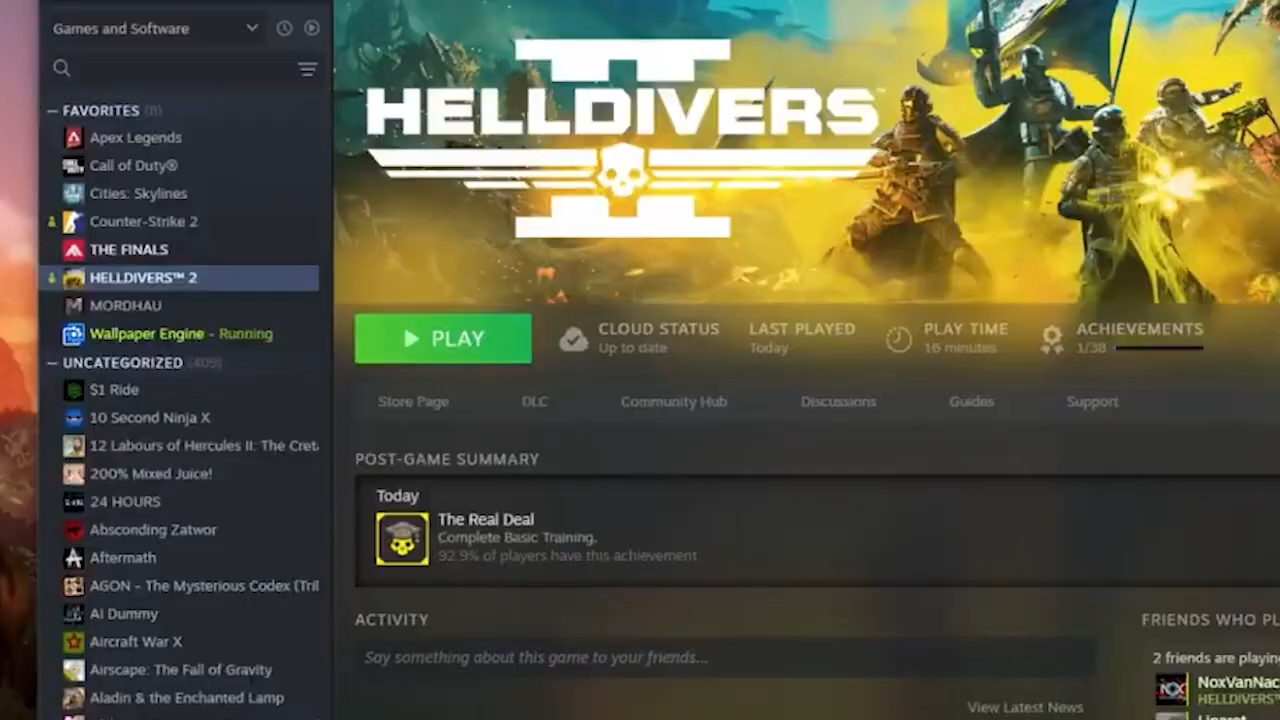 Games and Software
— FAVORITES (8)
Apex Legends
Call of Duty®
Cities: Skylines
Counter-Strike 2
THE FINALS
HELLDIVERS™ 2
MORDHAU
Wallpaper Engine - Running
— UNCATEGORIZED (409)
$1 Ride
10 Second Ninja X
12 Labours of Hercules II: The Creta
200% Mixed Juice!
24 HOURS
Absconding Zatwor
Aftermath
AGON - The Mysterious Codex (Tril
AI Dummy
Aircraft War X
Airscape: The Fall of Gravity
Aladin & the Enchanted Lamp
HELLDIVERS™
PLAY
CLOUD STATUS
Up to date
LAST PLAYED
Today
PLAY TIME
16 minutes
ACHIEVEMENTS
1/38
Store Page
DLC
Community Hub
Discussions
Guides
Support
POST-GAME SUMMARY
Today
The Real Deal
Complete Basic Training.
92.9% of players have this achievement
ACTIVITY
Say something about this game to your friends...
View Latest News
FRIENDS WHO PL
2 friends are playin
NoxVanNac
HELLDIVERS™